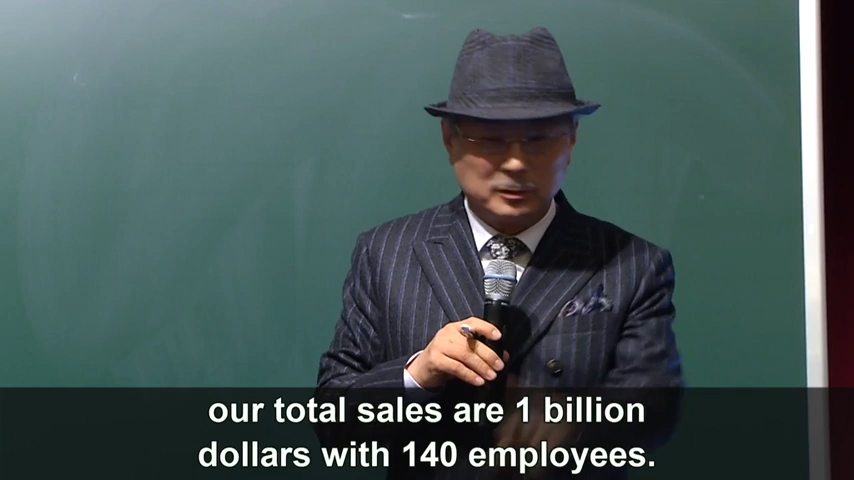 our total sales are 1 billion
dollars with 140 employees.